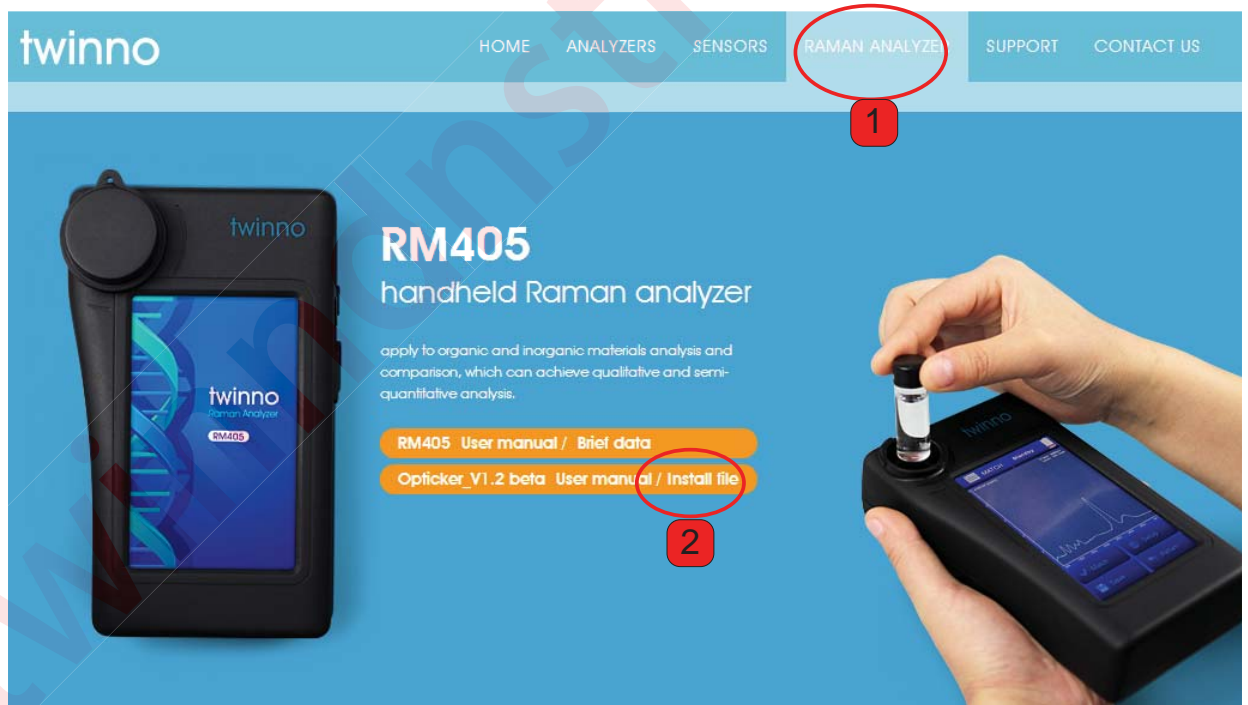 twinno
HOME ANALYZERS SENSORS RAMAN ANALYZER SUPPORT CONTACT US
1
twinno
RM405
handheld Raman analyzer
apply to organic and inorganic materials analysis and
comparison, which can achieve qualitative and semi-
quantitative analysis.
twinno
Raman Analyzer
RM405
RM405 User manual / Brief data
Opticker_V1.2 beta User manual / Install file
2
twinno
MATCH